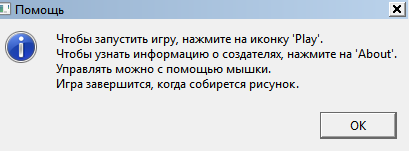 Помощь
Чтобы запустить игру, нажмите на иконку 'Play'.
Чтобы узнать информацию о создателях, нажмите на 'About'.
Управлять можно с помощью мышки.
Игра завершится, когда соберется рисунок.
OK